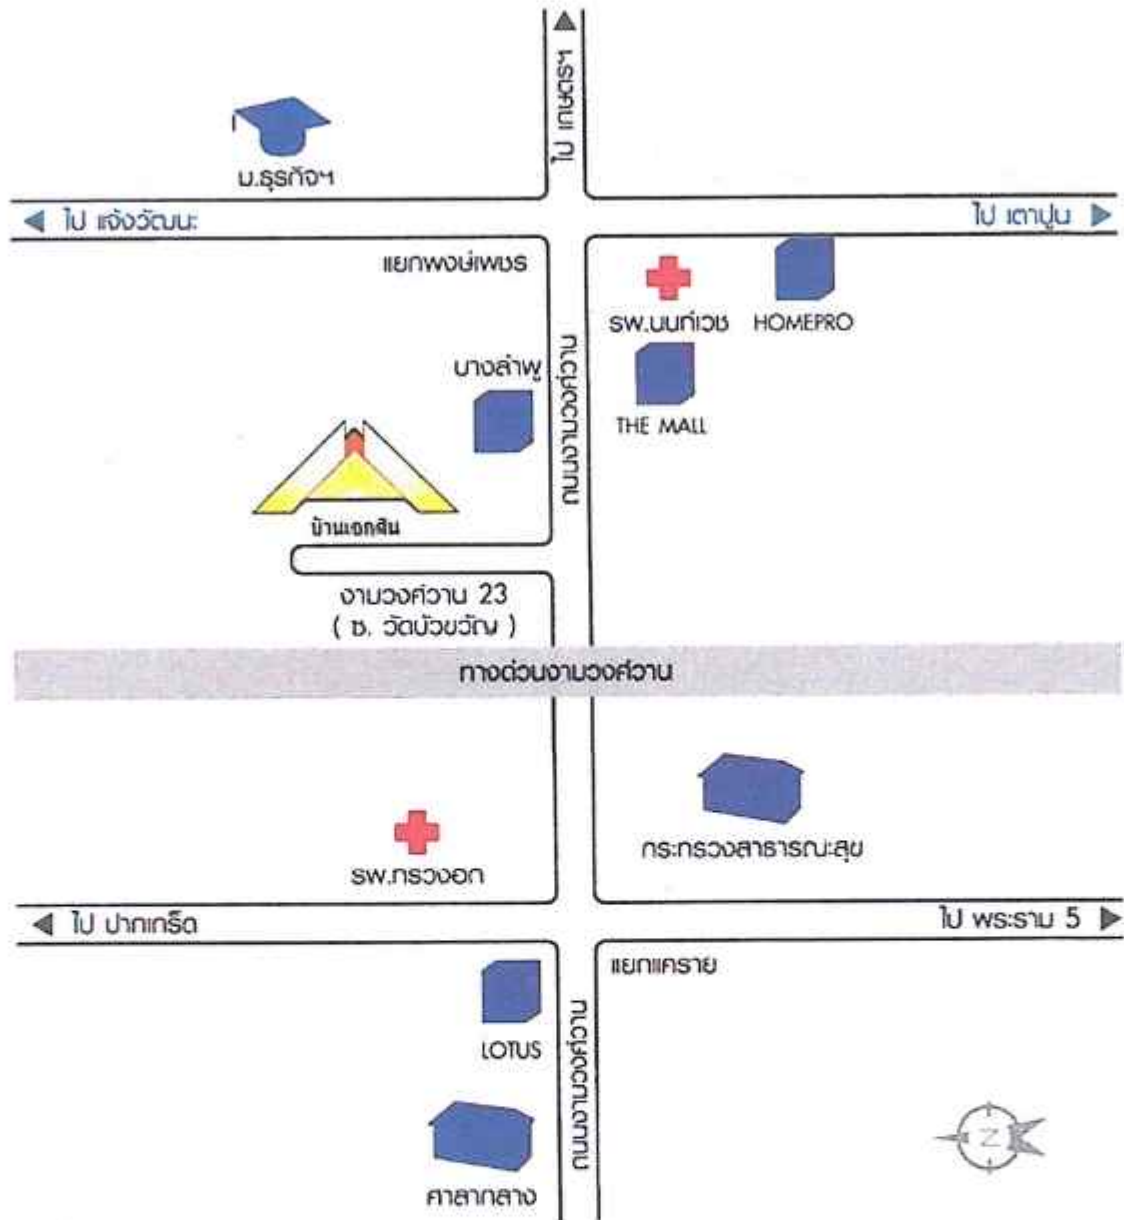 ไป เกษตรฯ
ม.ธุรกิจฯ
ไป แจ้งวัฒนะ
ไป เตาปูน
แยกพงษ์เพชร
รพ.นนท์เวช
HOMEPRO
บางลำพู
THE MALL
ถนนงามวงศ์วาน
บ้านเอกสิน
งามวงศ์วาน 23
( ซ. วัดบัวขวัญ )
ทางด่วนงามวงศ์วาน
กระทรวงสาธารณะสุข
รพ.ทรวงอก
ไป ปากเกร็ด
ไป พระราม 5
แยกแคราย
LOTUS
ถนนงามวงศ์วาน
ศาลากลาง
N